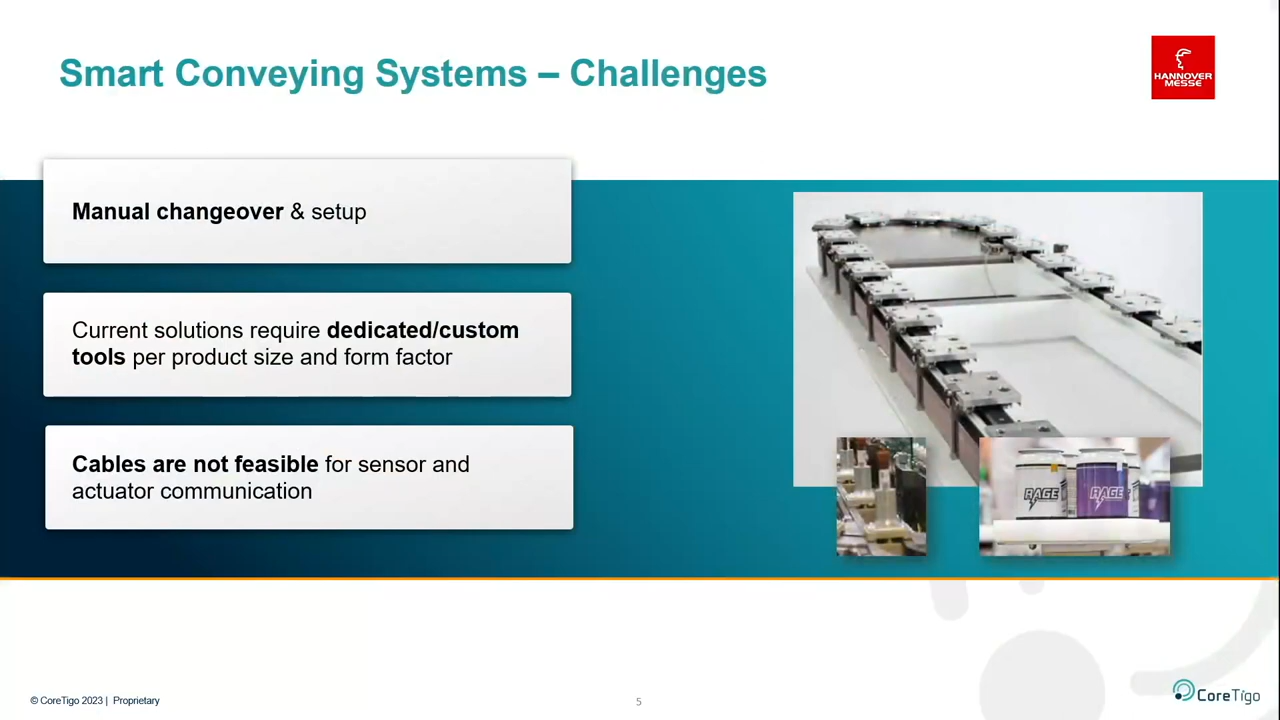 Smart Conveying Systems – Challenges
HANNOVER
MESSE
Manual changeover & setup
Current solutions require dedicated/custom
tools per product size and form factor
Cables are not feasible for sensor and
actuator communication
RAGE
RAGE
© CoreTigo 2023 | Proprietary
5
CoreTigo